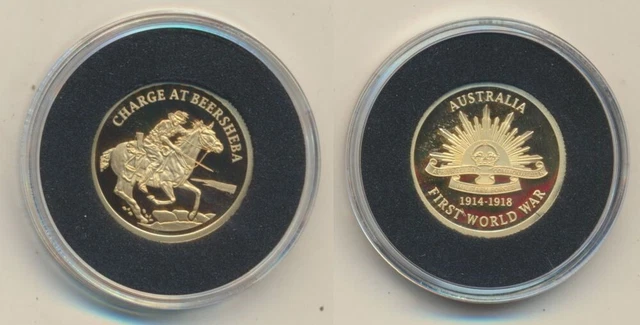 CHARGE AT BEERSHEBA
AUSTRALIA
1914-1918
FIRST WORLD WAR